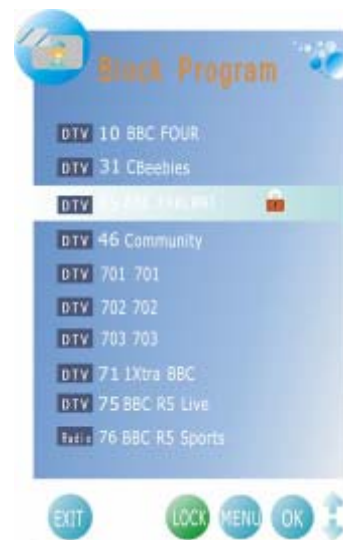 Block Program
DTV 10 BBC FOUR
DTV 31 CBeebies
DTV
DTV 46 Community
DTV 701 701
DTV 702 702
DTV 703 703
DTV 71 1Xtra BBC
DTV 75 BBC R5 Live
Radio 76 BBC R5 Sports
EXIT LOCK MENU OK